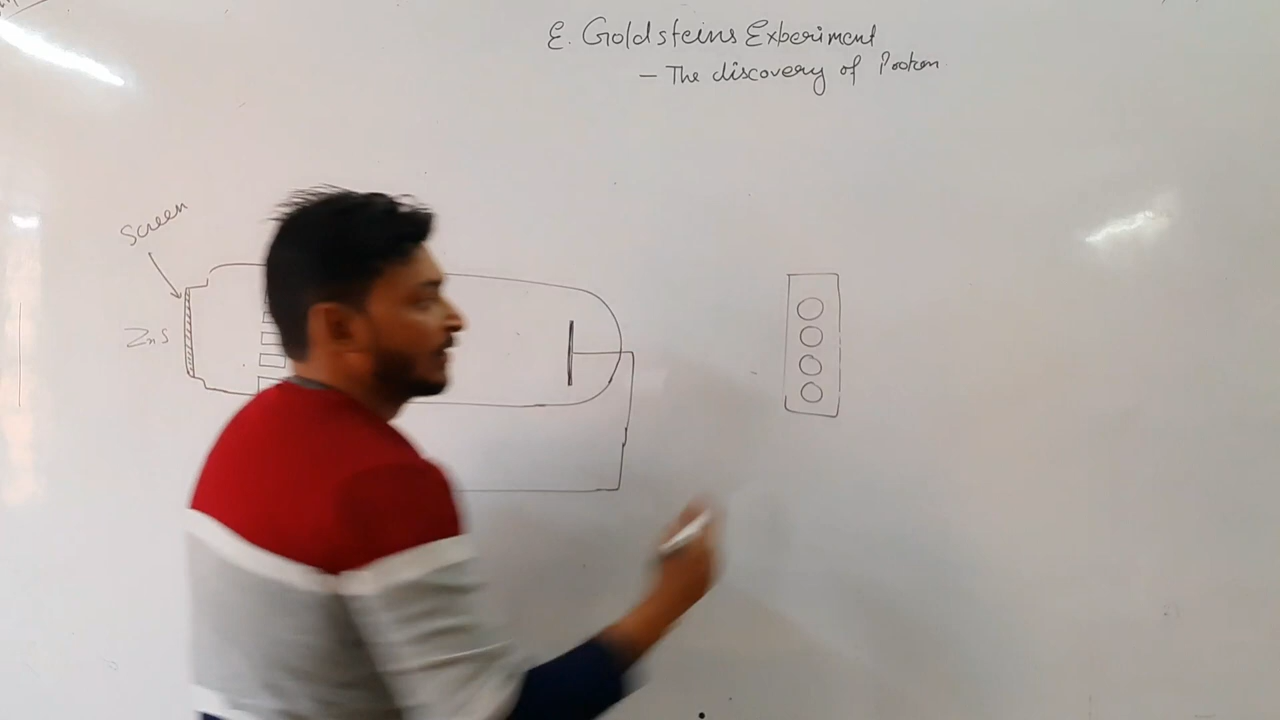 E. Goldsteins Experiment
– The discovery of Proton
Screen
ZnS